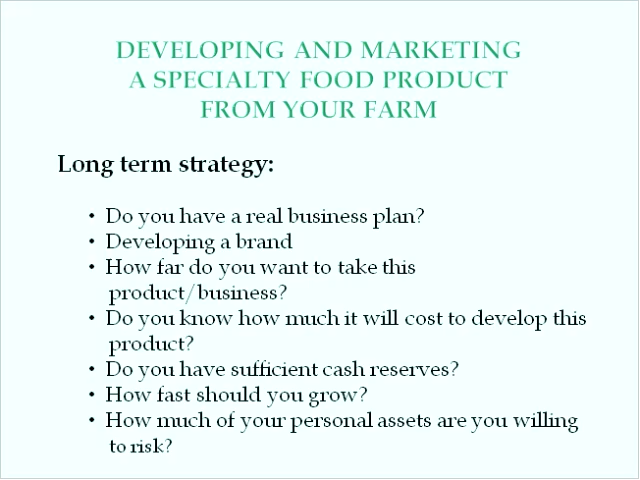 DEVELOPING AND MARKETING
A SPECIALTY FOOD PRODUCT
FROM YOUR FARM
Long term strategy:
• Do you have a real business plan?
• Developing a brand
• How far do you want to take this
product/business?
• Do you know how much it will cost to develop this
product?
• Do you have sufficient cash reserves?
• How fast should you grow?
• How much of your personal assets are you willing
to risk?